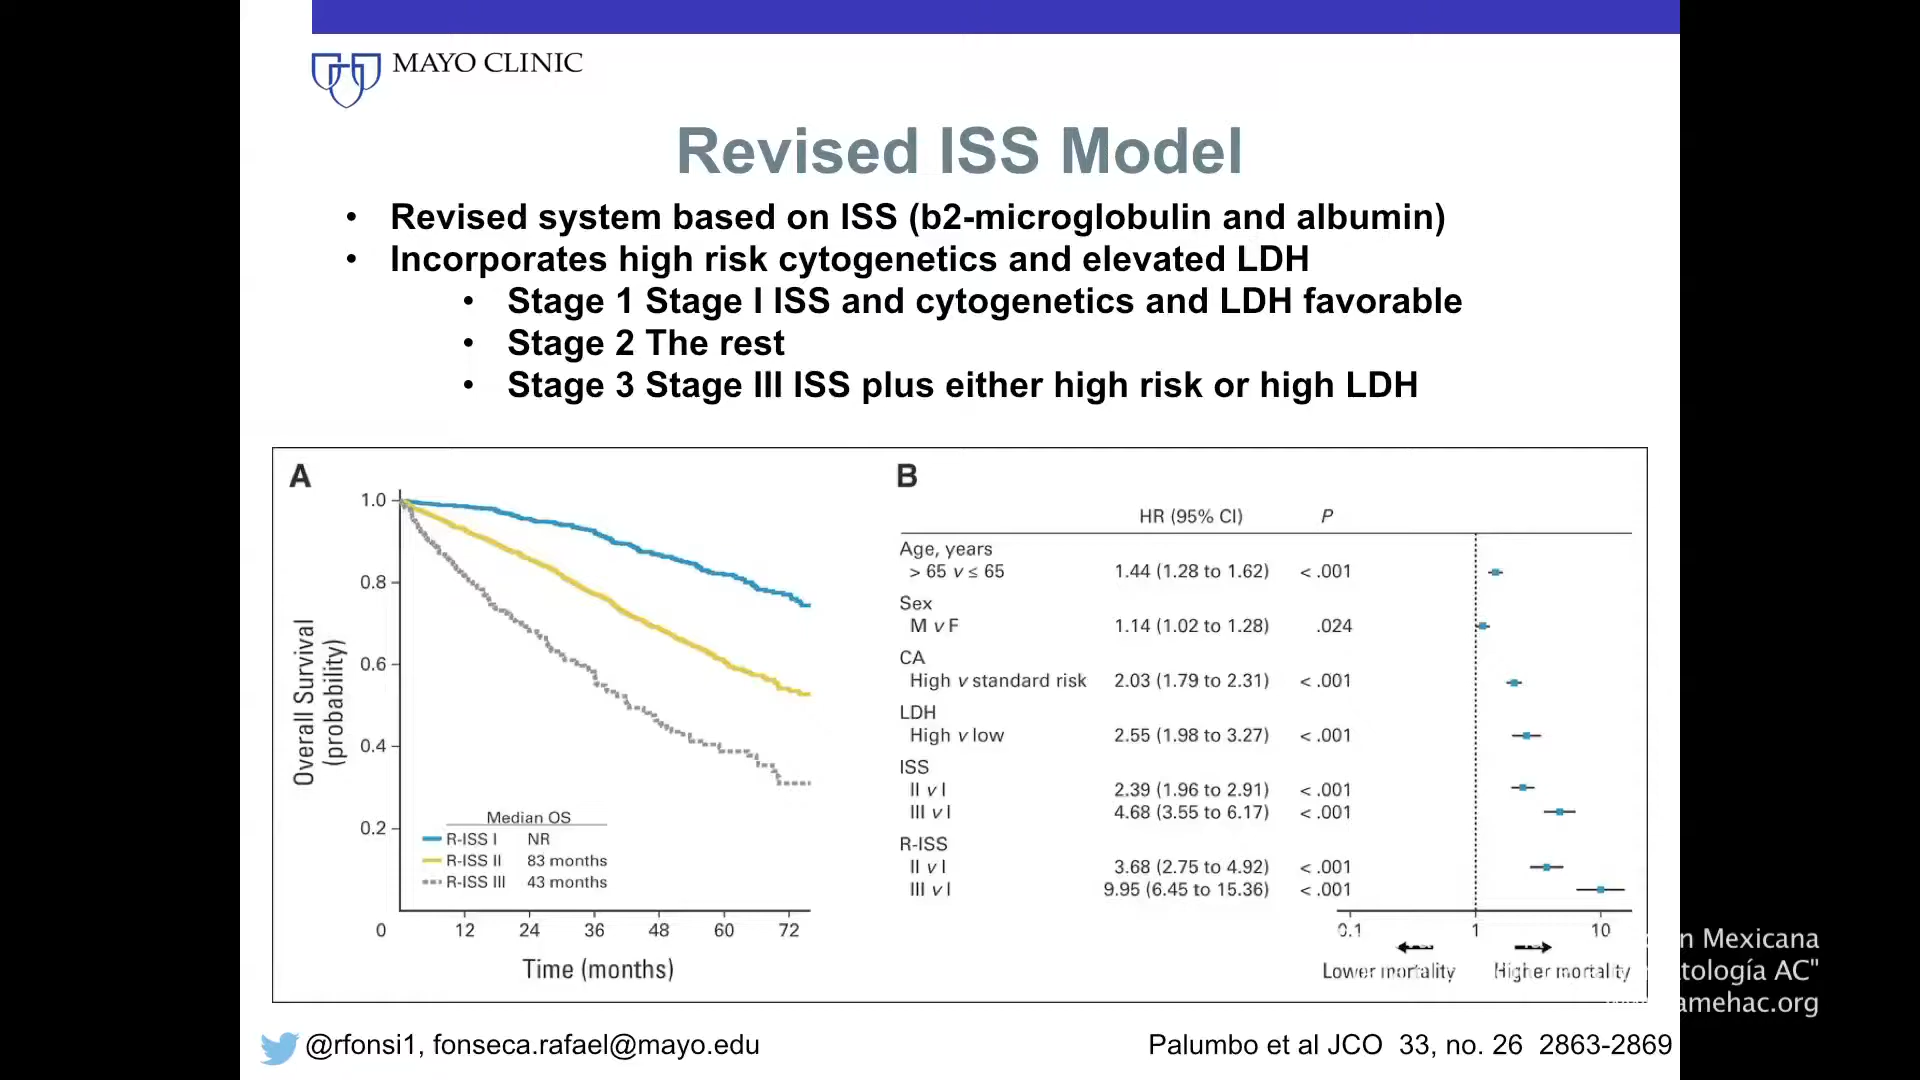 MAYO CLINIC
Revised ISS Model
• Revised system based on ISS (b2-microglobulin and albumin)
• Incorporates high risk cytogenetics and elevated LDH
• Stage 1 Stage I ISS and cytogenetics and LDH favorable
• Stage 2 The rest
• Stage 3 Stage III ISS plus either high risk or high LDH
A
Overall Survival
(probability)
1.0
0.8
0.6
0.4
0.2
Median OS
R-ISS I NR
R-ISS II 83 months
R-ISS III 43 months
0 12 24 36 48 60 72
Time (months)
B
HR (95% CI) P
Age, years
> 65 v ≤ 65 1.44 (1.28 to 1.62) < .001
Sex
M v F 1.14 (1.02 to 1.28) .024
CA
High v standard risk 2.03 (1.79 to 2.31) < .001
LDH
High v low 2.55 (1.98 to 3.27) < .001
ISS
II v I 2.39 (1.96 to 2.91) < .001
III v I 4.68 (3.55 to 6.17) < .001
R-ISS
II v I 3.68 (2.75 to 4.92) < .001
III v I 9.95 (6.45 to 15.36) < .001
0.1 1 10
Lower mortality Higher mortality
Mexicana
AC"
amehac.org
@rfonsi1, fonseca.rafael@mayo.edu
Palumbo et al JCO 33, no. 26 2863-2869